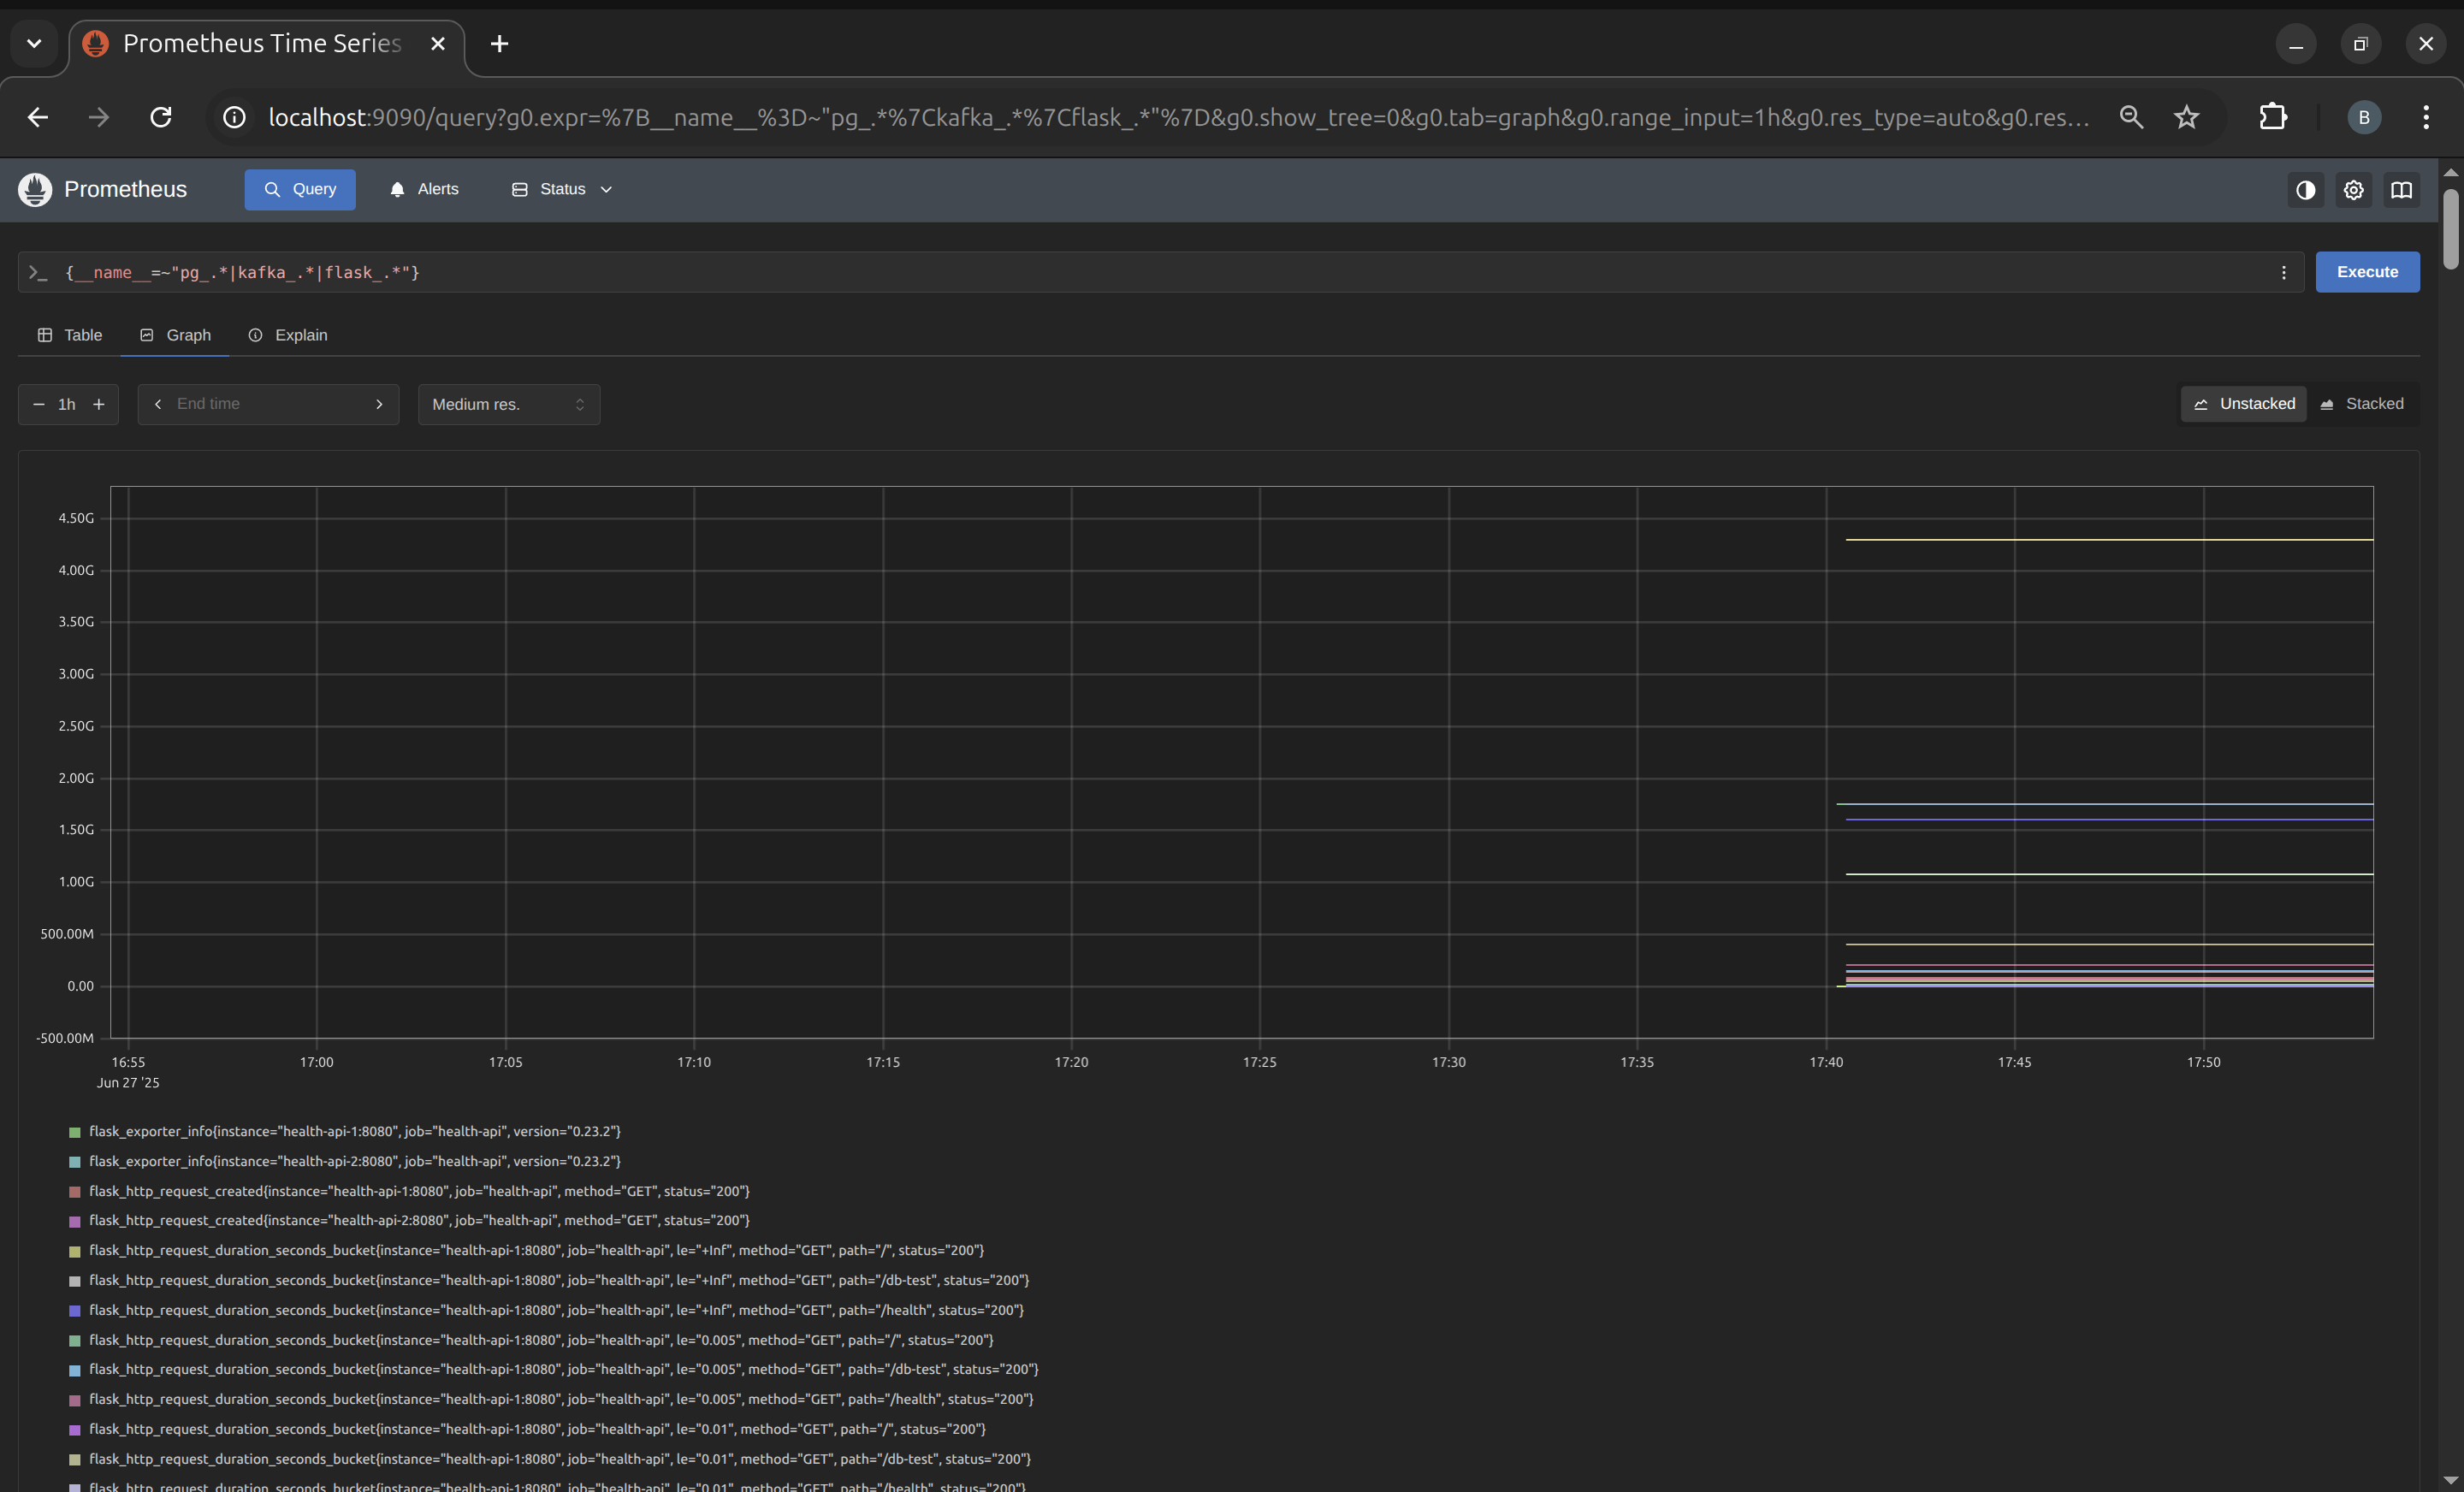 Prometheus Time Series
localhost:9090/query?g0.expr=%7B__name__%3D~"pg_.*%7Ckafka_.*%7Cflask_.*"%7D&g0.show_tree=0&g0.tab=graph&g0.range_input=1h&g0.res_type=auto&g0.res...
B
Prometheus
Query
Alerts
Status
{__name__=~"pg_.*|kafka_.*|flask_.*"}
Execute
Table
Graph
Explain
1h
End time
Medium res.
Unstacked
Stacked
4.50G
4.00G
3.50G
3.00G
2.50G
2.00G
1.50G
1.00G
500.00M
0.00
-500.00M
16:55 17:00 17:05 17:10 17:15 17:20 17:25 17:30 17:35 17:40 17:45 17:50
Jun 27 '25
flask_exporter_info{instance="health-api-1:8080", job="health-api", version="0.23.2"}
flask_exporter_info{instance="health-api-2:8080", job="health-api", version="0.23.2"}
flask_http_request_created{instance="health-api-1:8080", job="health-api", method="GET", status="200"}
flask_http_request_created{instance="health-api-2:8080", job="health-api", method="GET", status="200"}
flask_http_request_duration_seconds_bucket{instance="health-api-1:8080", job="health-api", le="+Inf", method="GET", path="/", status="200"}
flask_http_request_duration_seconds_bucket{instance="health-api-1:8080", job="health-api", le="+Inf", method="GET", path="/db-test", status="200"}
flask_http_request_duration_seconds_bucket{instance="health-api-1:8080", job="health-api", le="+Inf", method="GET", path="/health", status="200"}
flask_http_request_duration_seconds_bucket{instance="health-api-1:8080", job="health-api", le="0.005", method="GET", path="/", status="200"}
flask_http_request_duration_seconds_bucket{instance="health-api-1:8080", job="health-api", le="0.005", method="GET", path="/db-test", status="200"}
flask_http_request_duration_seconds_bucket{instance="health-api-1:8080", job="health-api", le="0.005", method="GET", path="/health", status="200"}
flask_http_request_duration_seconds_bucket{instance="health-api-1:8080", job="health-api", le="0.01", method="GET", path="/", status="200"}
flask_http_request_duration_seconds_bucket{instance="health-api-1:8080", job="health-api", le="0.01", method="GET", path="/db-test", status="200"}
flask_http_request_duration_seconds_bucket{instance="health-api-1:8080", job="health-api", le="0.01", method="GET", path="/health", status="200"}